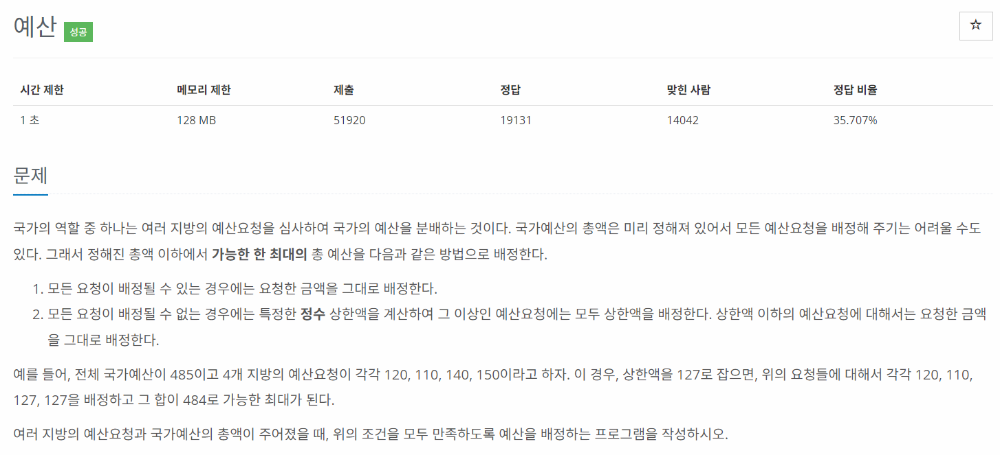 예산 성공
☆
시간 제한 메모리 제한 제출 정답 맞힌 사람 정답 비율
1 초 128 MB 51920 19131 14042 35.707%
문제
국가의 역할 중 하나는 여러 지방의 예산요청을 심사하여 국가의 예산을 분배하는 것이다. 국가예산의 총액은 미리 정해져 있어서 모든 예산요청을 배정해 주기는 어려울 수도
있다. 그래서 정해진 총액 이하에서 가능한 한 최대의 총 예산을 다음과 같은 방법으로 배정한다.
1. 모든 요청이 배정될 수 있는 경우에는 요청한 금액을 그대로 배정한다.
2. 모든 요청이 배정될 수 없는 경우에는 특정한 정수 상한액을 계산하여 그 이상인 예산요청에는 모두 상한액을 배정한다. 상한액 이하의 예산요청에 대해서는 요청한 금액
을 그대로 배정한다.
예를 들어, 전체 국가예산이 485이고 4개 지방의 예산요청이 각각 120, 110, 140, 150이라고 하자. 이 경우, 상한액을 127로 잡으면, 위의 요청들에 대해서 각각 120, 110,
127, 127을 배정하고 그 합이 484로 가능한 최대가 된다.
여러 지방의 예산요청과 국가예산의 총액이 주어졌을 때, 위의 조건을 모두 만족하도록 예산을 배정하는 프로그램을 작성하시오.